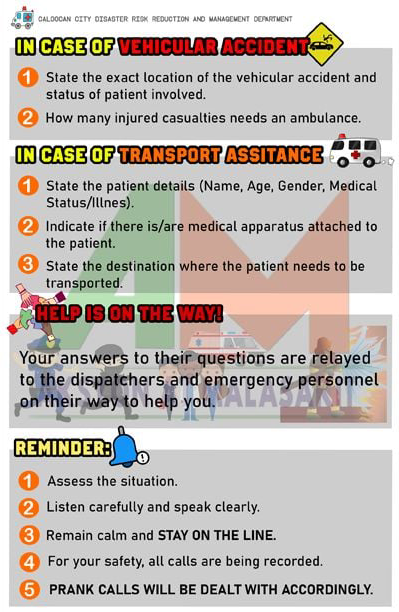 CALOOCAN CITY DISASTER RISK REDUCTION AND MANAGEMENT DEPARTMENT
IN CASE OF VEHICULAR ACCIDENT
1 State the exact location of the vehicular accident and
status of patient involved.
2 How many injured casualties needs an ambulance.
IN CASE OF TRANSPORT ASSITANCE
1 State the patient details (Name, Age, Gender, Medical
Status/Illnes).
2 Indicate if there is/are medical apparatus attached to
the patient.
3 State the destination where the patient needs to be
transported.
HELP IS ON THE WAY!
Your answers to their questions are relayed
to the dispatchers and emergency personnel
on their way to help you.
REMINDER:
1 Assess the situation.
2 Listen carefully and speak clearly.
3 Remain calm and STAY ON THE LINE.
4 For your safety, all calls are being recorded.
5 PRANK CALLS WILL BE DEALT WITH ACCORDINGLY.